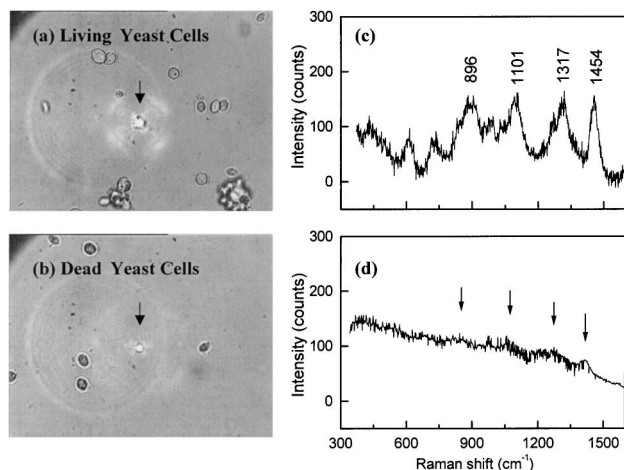 (a) Living Yeast Cells
(b) Dead Yeast Cells
(c)
300
200
100
0
Intensity (counts)
896
1101
1317
1454
(d)
300
200
100
0
Intensity (counts)
300 600 900 1200 1500
Raman shift (cm⁻¹)